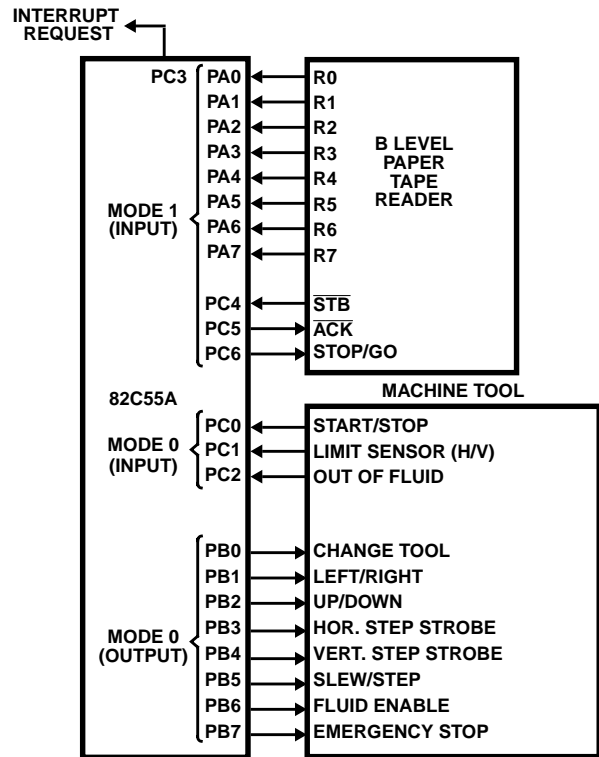 INTERRUPT
REQUEST
PC3 PA0 R0
PA1 R1
PA2 R2
PA3 R3
PA4 R4
PA5 R5
PA6 R6
PA7 R7
B LEVEL
PAPER
TAPE
READER
MODE 1
(INPUT)
PC4 STB
PC5 ACK
PC6 STOP/GO
MACHINE TOOL
82C55A
MODE 0
(INPUT)
PC0 START/STOP
PC1 LIMIT SENSOR (H/V)
PC2 OUT OF FLUID
MODE 0
(OUTPUT)
PB0 CHANGE TOOL
PB1 LEFT/RIGHT
PB2 UP/DOWN
PB3 HOR. STEP STROBE
PB4 VERT. STEP STROBE
PB5 SLEW/STEP
PB6 FLUID ENABLE
PB7 EMERGENCY STOP